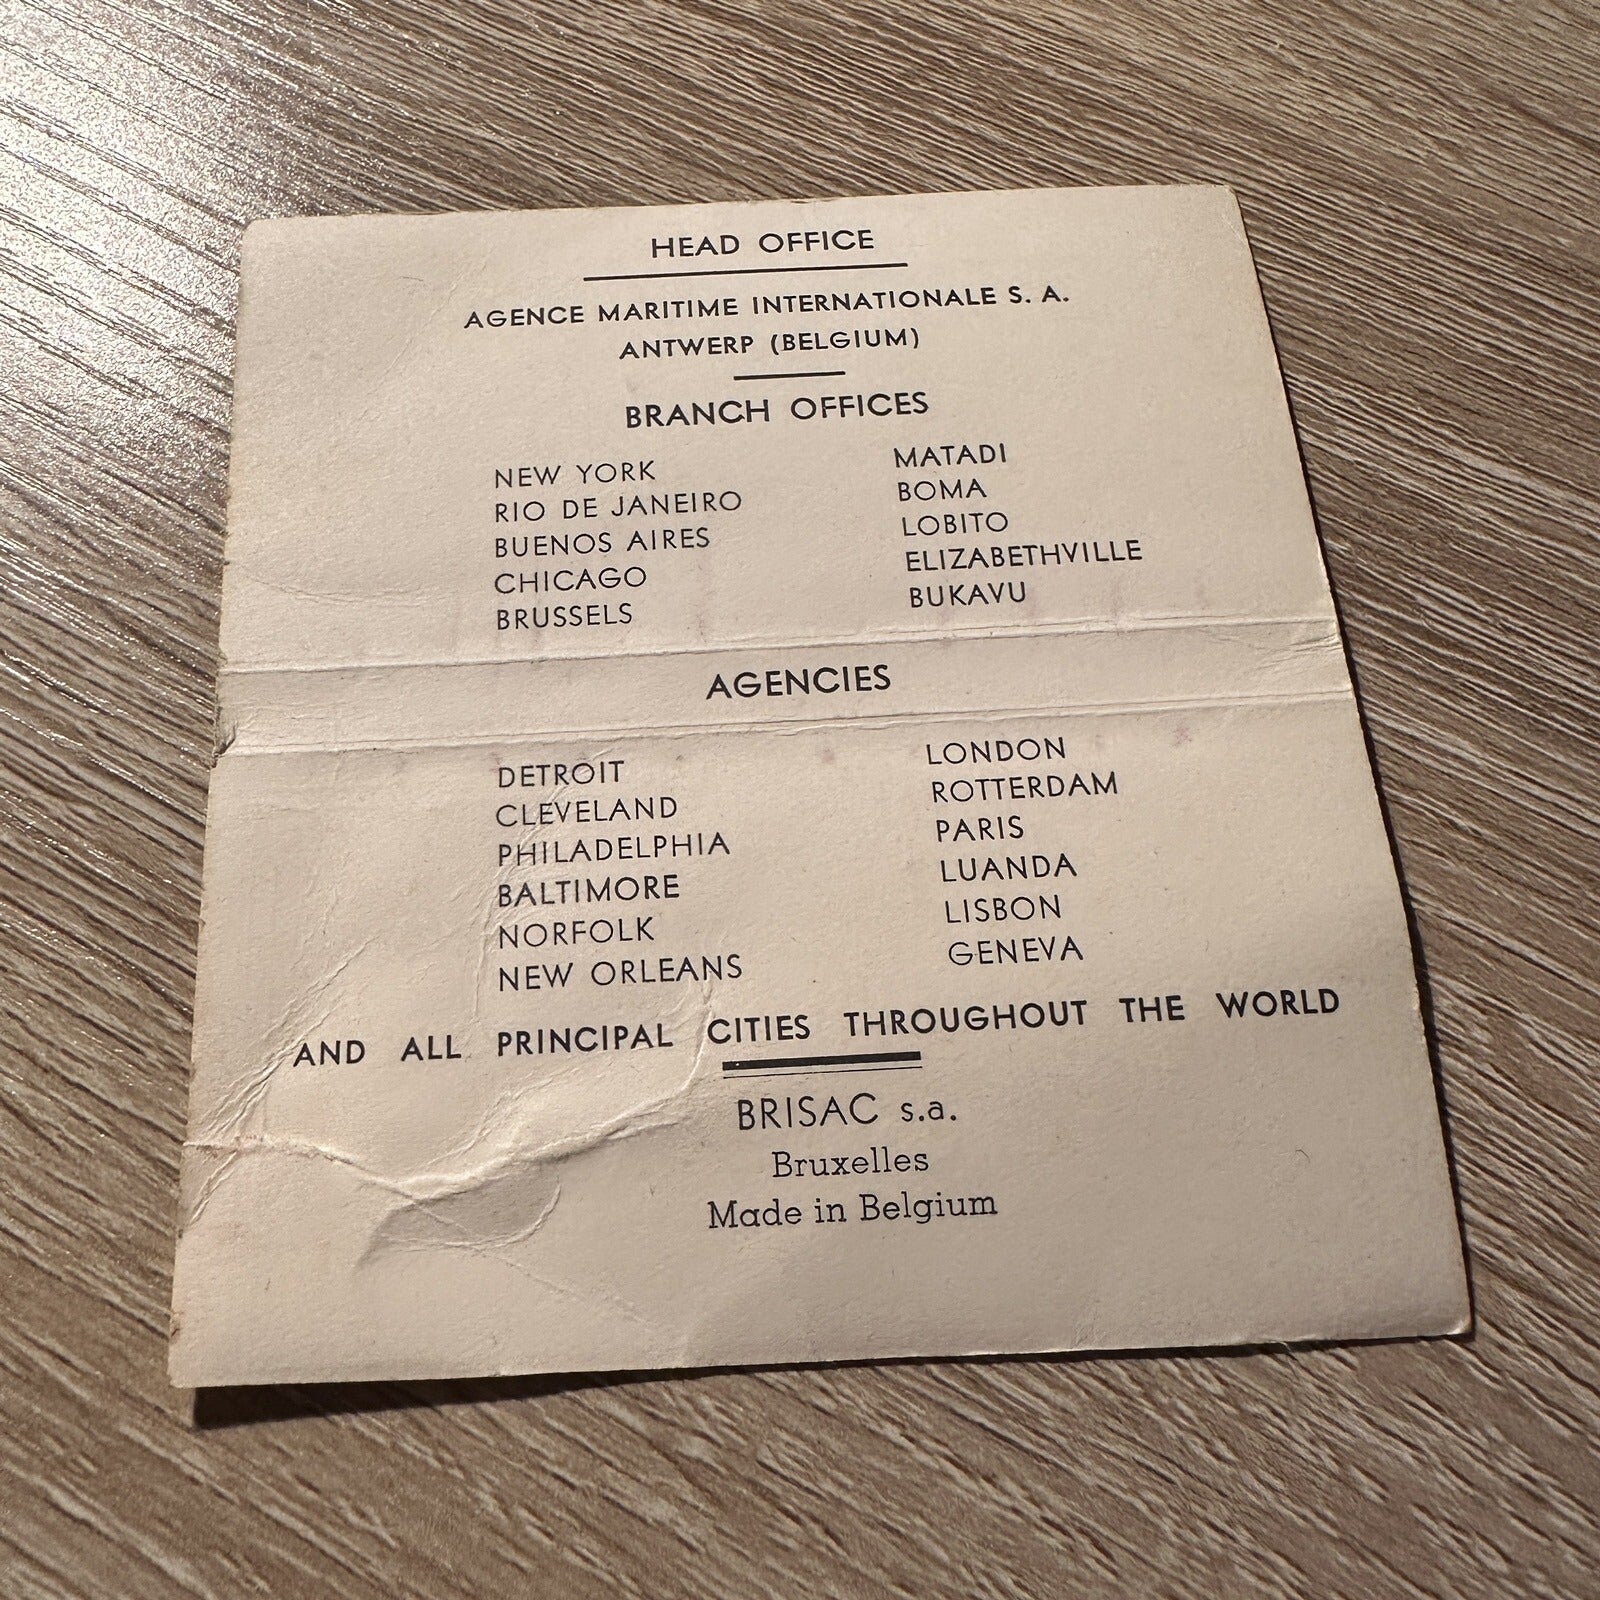 HEAD OFFICE
AGENCE MARITIME INTERNATIONALE S. A.
ANTWERP (BELGIUM)
BRANCH OFFICES
NEW YORK
RIO DE JANEIRO
BUENOS AIRES
CHICAGO
BRUSSELS
MATADI
BOMA
LOBITO
ELIZABETHVILLE
BUKAVU
AGENCIES
DETROIT
CLEVELAND
PHILADELPHIA
BALTIMORE
NORFOLK
NEW ORLEANS
LONDON
ROTTERDAM
PARIS
LUANDA
LISBON
GENEVA
AND ALL PRINCIPAL CITIES THROUGHOUT THE WORLD
BRISAC s.a.
Bruxelles
Made in Belgium